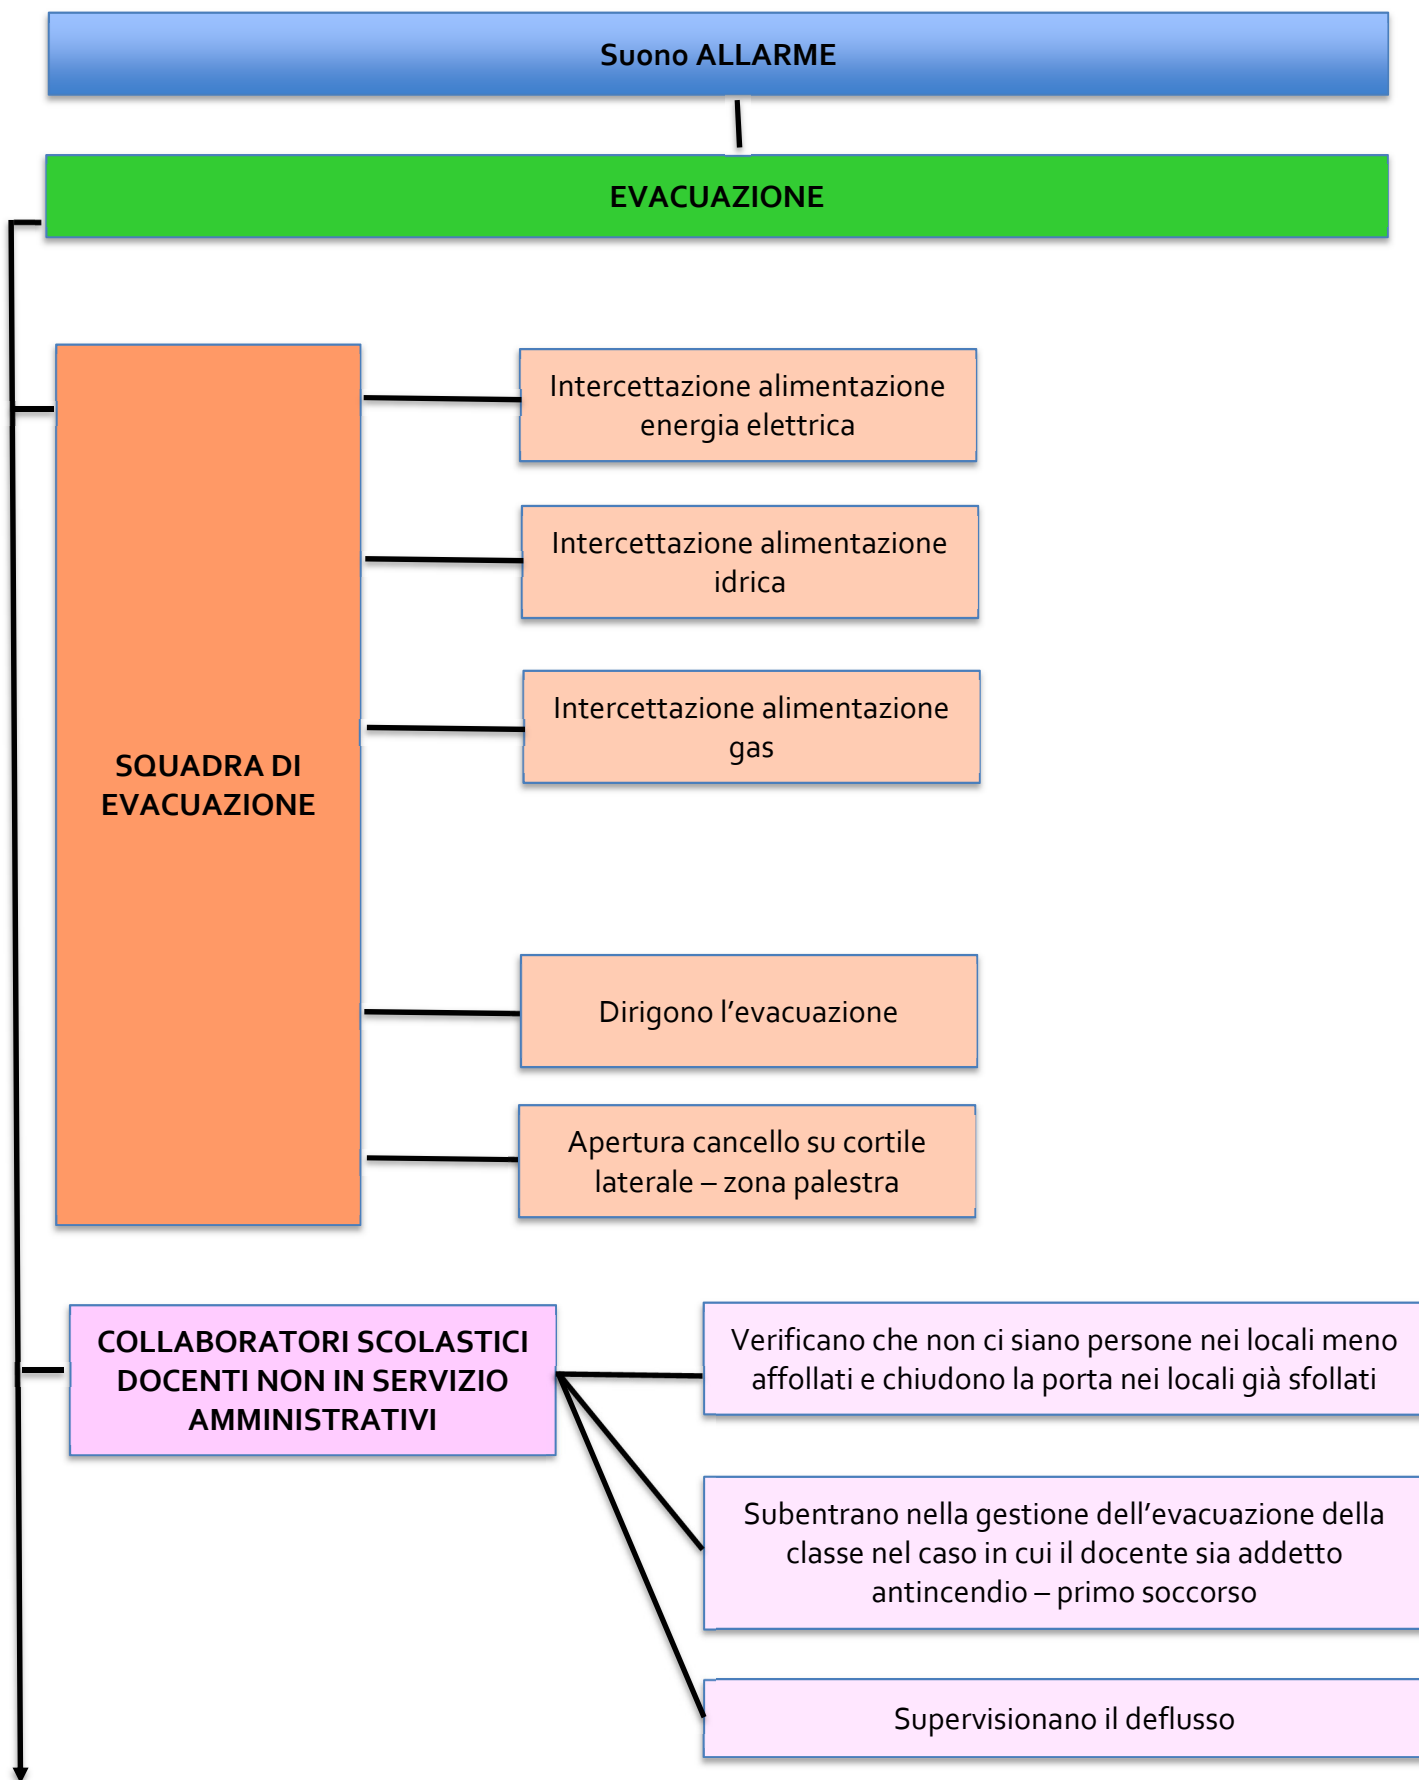 Suono ALLARME
EVACUAZIONE
SQUADRA DI
EVACUAZIONE
Intercettazione alimentazione
energia elettrica
Intercettazione alimentazione
idrica
Intercettazione alimentazione
gas
Dirigono l’evacuazione
Apertura cancello su cortile
laterale – zona palestra
COLLABORATORI SCOLASTICI
DOCENTI NON IN SERVIZIO
AMMINISTRATIVI
Verificano che non ci siano persone nei locali meno
affollati e chiudono la porta nei locali già sfollati
Subentrano nella gestione dell’evacuazione della
classe nel caso in cui il docente sia addetto
antincendio – primo soccorso
Supervisionano il deflusso